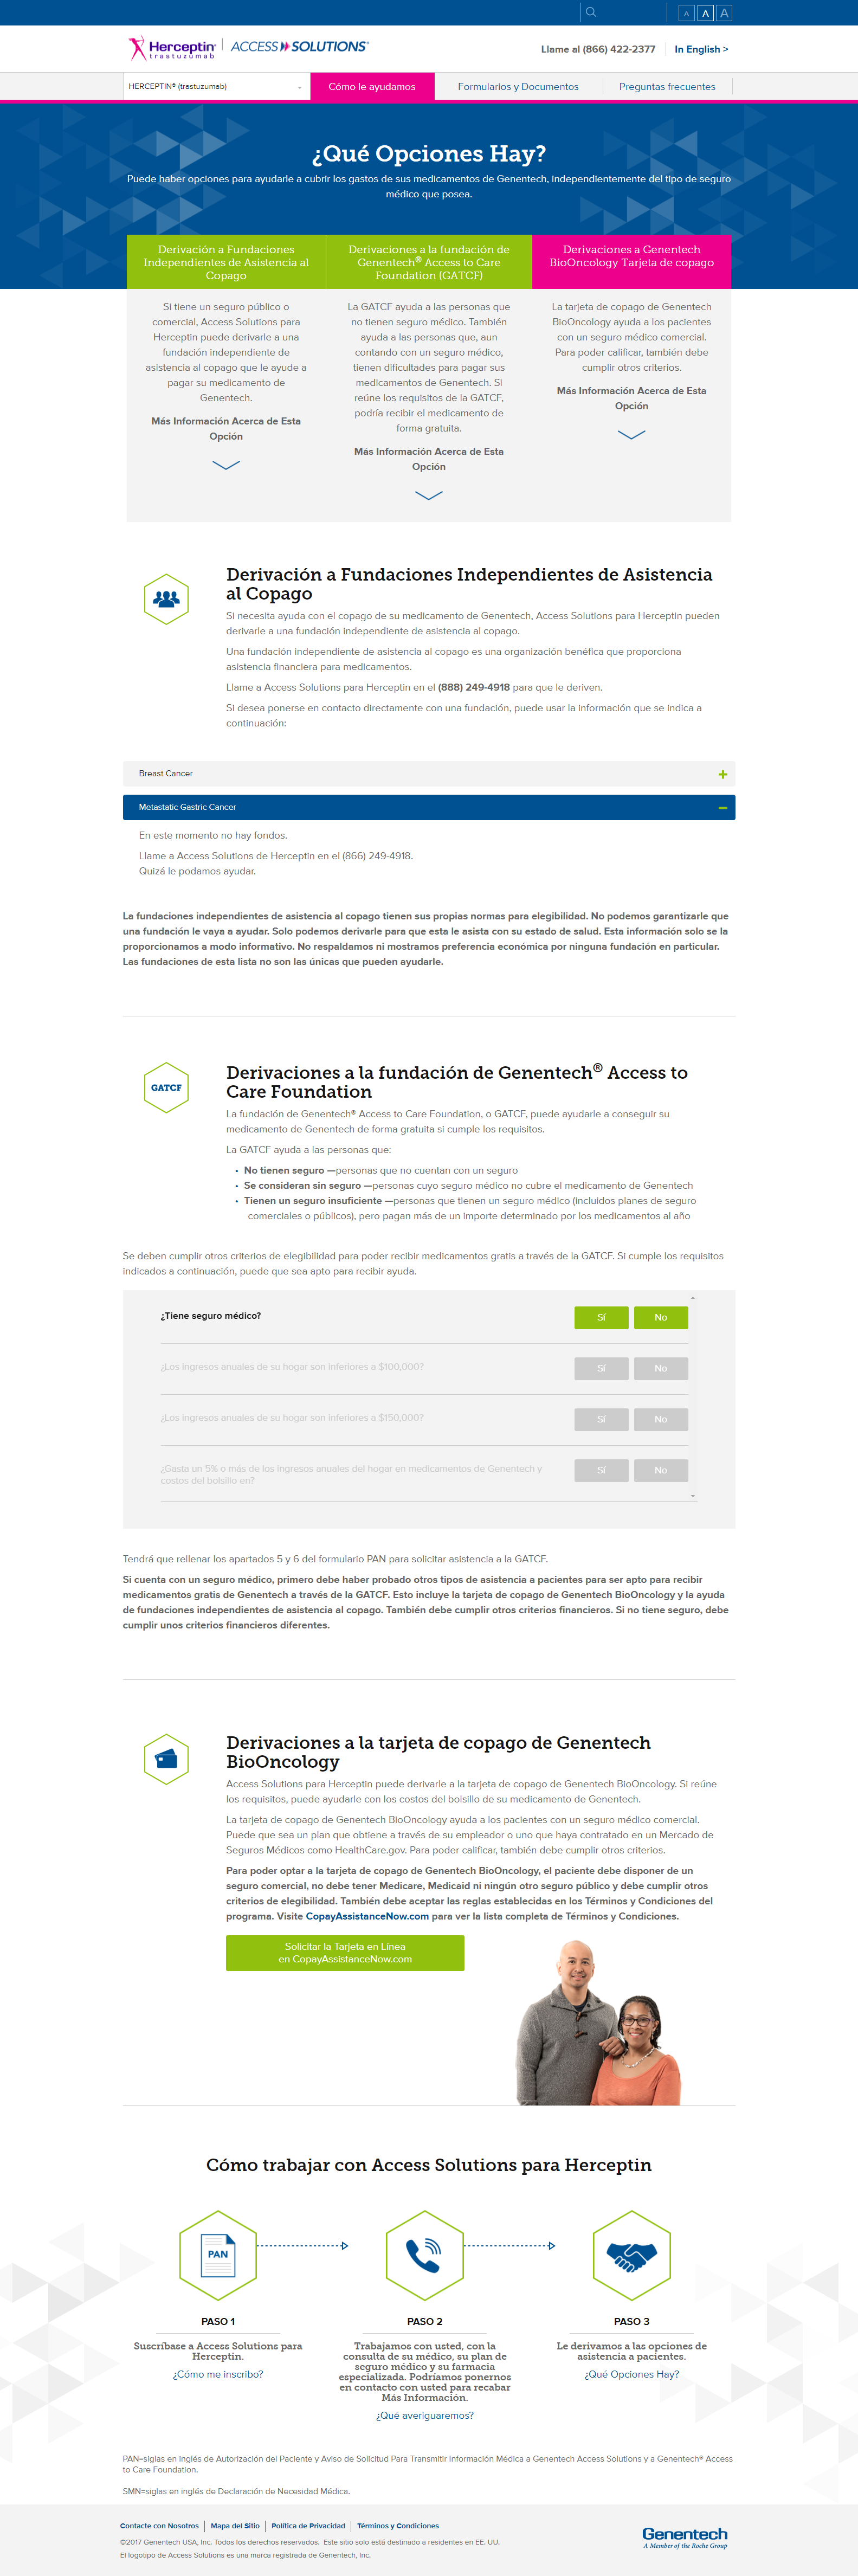 A A A
Herceptin®
trastuzumab
ACCESS SOLUTIONS®
Llame al (866) 422-2377
In English >
HERCEPTIN® (trastuzumab)
Cómo le ayudamos
Formularios y Documentos
Preguntas frecuentes
¿Qué Opciones Hay?
Puede haber opciones para ayudarle a cubrir los gastos de sus medicamentos de Genentech, independientemente del tipo de seguro
médico que posea.
Derivación a Fundaciones
Independientes de Asistencia al
Copago
Si tiene un seguro público o
comercial, Access Solutions para
Herceptin puede derivarle a una
fundación independiente de
asistencia al copago que le ayude a
pagar su medicamento de
Genentech.
Más Información Acerca de Esta
Opción
Derivaciones a la fundación de
Genentech® Access to Care
Foundation (GATCF)
La GATCF ayuda a las personas que
no tienen seguro médico. También
ayuda a las personas que, aun
contando con un seguro médico,
tienen dificultades para pagar sus
medicamentos de Genentech. Si
reúne los requisitos de la GATCF,
podría recibir el medicamento de
forma gratuita.
Más Información Acerca de Esta
Opción
Derivaciones a Genentech
BioOncology Tarjeta de copago
La tarjeta de copago de Genentech
BioOncology ayuda a los pacientes
con un seguro médico comercial.
Para poder calificar, también debe
cumplir otros criterios.
Más Información Acerca de Esta
Opción
Derivación a Fundaciones Independientes de Asistencia
al Copago
Si necesita ayuda con el copago de su medicamento de Genentech, Access Solutions para Herceptin pueden
derivarle a una fundación independiente de asistencia al copago.
Una fundación independiente de asistencia al copago es una organización benéfica que proporciona
asistencia financiera para medicamentos.
Llame a Access Solutions para Herceptin en el (888) 249-4918 para que le deriven.
Si desea ponerse en contacto directamente con una fundación, puede usar la información que se indica a
continuación:
Breast Cancer
Metastatic Gastric Cancer
En este momento no hay fondos.
Llame a Access Solutions de Herceptin en el (866) 249-4918.
Quizá le podamos ayudar.
La fundaciones independientes de asistencia al copago tienen sus propias normas para elegibilidad. No podemos garantizarle que
una fundación le vaya a ayudar. Solo podemos derivarle para que esta le asista con su estado de salud. Esta información solo se la
proporcionamos a modo informativo. No respaldamos ni mostramos preferencia económica por ninguna fundación en particular.
Las fundaciones de esta lista no son las únicas que pueden ayudarle.
GATCF
Derivaciones a la fundación de Genentech® Access to
Care Foundation
La fundación de Genentech® Access to Care Foundation, o GATCF, puede ayudarle a conseguir su
medicamento de Genentech de forma gratuita si cumple los requisitos.
La GATCF ayuda a las personas que:
• No tienen seguro —personas que no cuentan con un seguro
• Se consideran sin seguro —personas cuyo seguro médico no cubre el medicamento de Genentech
• Tienen un seguro insuficiente —personas que tienen un seguro médico (incluidos planes de seguro
comerciales o públicos), pero pagan más de un importe determinado por los medicamentos al año
Se deben cumplir otros criterios de elegibilidad para poder recibir medicamentos gratis a través de la GATCF. Si cumple los requisitos
indicados a continuación, puede que sea apto para recibir ayuda.
¿Tiene seguro médico?
Sí No
¿Los ingresos anuales de su hogar son inferiores a $100,000?
Sí No
¿Los ingresos anuales de su hogar son inferiores a $150,000?
Sí No
¿Gasta un 5% o más de los ingresos anuales del hogar en medicamentos de Genentech y
costos del bolsillo en?
Sí No
Tendrá que rellenar los apartados 5 y 6 del formulario PAN para solicitar asistencia a la GATCF.
Si cuenta con un seguro médico, primero debe haber probado otros tipos de asistencia a pacientes para ser apto para recibir
medicamentos gratis de Genentech a través de la GATCF. Esto incluye la tarjeta de copago de Genentech BioOncology y la ayuda
de fundaciones independientes de asistencia al copago. También debe cumplir otros criterios financieros. Si no tiene seguro, debe
cumplir unos criterios financieros diferentes.
Derivaciones a la tarjeta de copago de Genentech
BioOncology
Access Solutions para Herceptin puede derivarle a la tarjeta de copago de Genentech BioOncology. Si reúne
los requisitos, puede ayudarle con los costos del bolsillo de su medicamento de Genentech.
La tarjeta de copago de Genentech BioOncology ayuda a los pacientes con un seguro médico comercial.
Puede que sea un plan que obtiene a través de su empleador o uno que haya contratado en un Mercado de
Seguros Médicos como HealthCare.gov. Para poder calificar, también debe cumplir otros criterios.
Para poder optar a la tarjeta de copago de Genentech BioOncology, el paciente debe disponer de un
seguro comercial, no debe tener Medicare, Medicaid ni ningún otro seguro público y debe cumplir otros
criterios de elegibilidad. También debe aceptar las reglas establecidas en los Términos y Condiciones del
programa. Visite CopayAssistanceNow.com para ver la lista completa de Términos y Condiciones.
Solicitar la Tarjeta en Línea
en CopayAssistanceNow.com
Cómo trabajar con Access Solutions para Herceptin
PAN
PASO 1
Suscríbase a Access Solutions para
Herceptin.
¿Cómo me inscribo?
PASO 2
Trabajamos con usted, con la
consulta de su médico, su plan de
seguro médico y su farmacia
especializada. Podríamos ponernos
en contacto con usted para recabar
Más Información.
¿Qué averiguaremos?
PASO 3
Le derivamos a las opciones de
asistencia a pacientes.
¿Qué Opciones Hay?
PAN=siglas en inglés de Autorización del Paciente y Aviso de Solicitud Para Transmitir Información Médica a Genentech Access Solutions y a Genentech® Access
to Care Foundation.
SMN=siglas en inglés de Declaración de Necesidad Médica.
Contacte con Nosotros | Mapa del Sitio | Política de Privacidad | Términos y Condiciones
©2017 Genentech USA, Inc. Todos los derechos reservados. Este sitio solo está destinado a residentes en EE. UU.
El logotipo de Access Solutions es una marca registrada de Genentech, Inc.
Genentech
A Member of the Roche Group